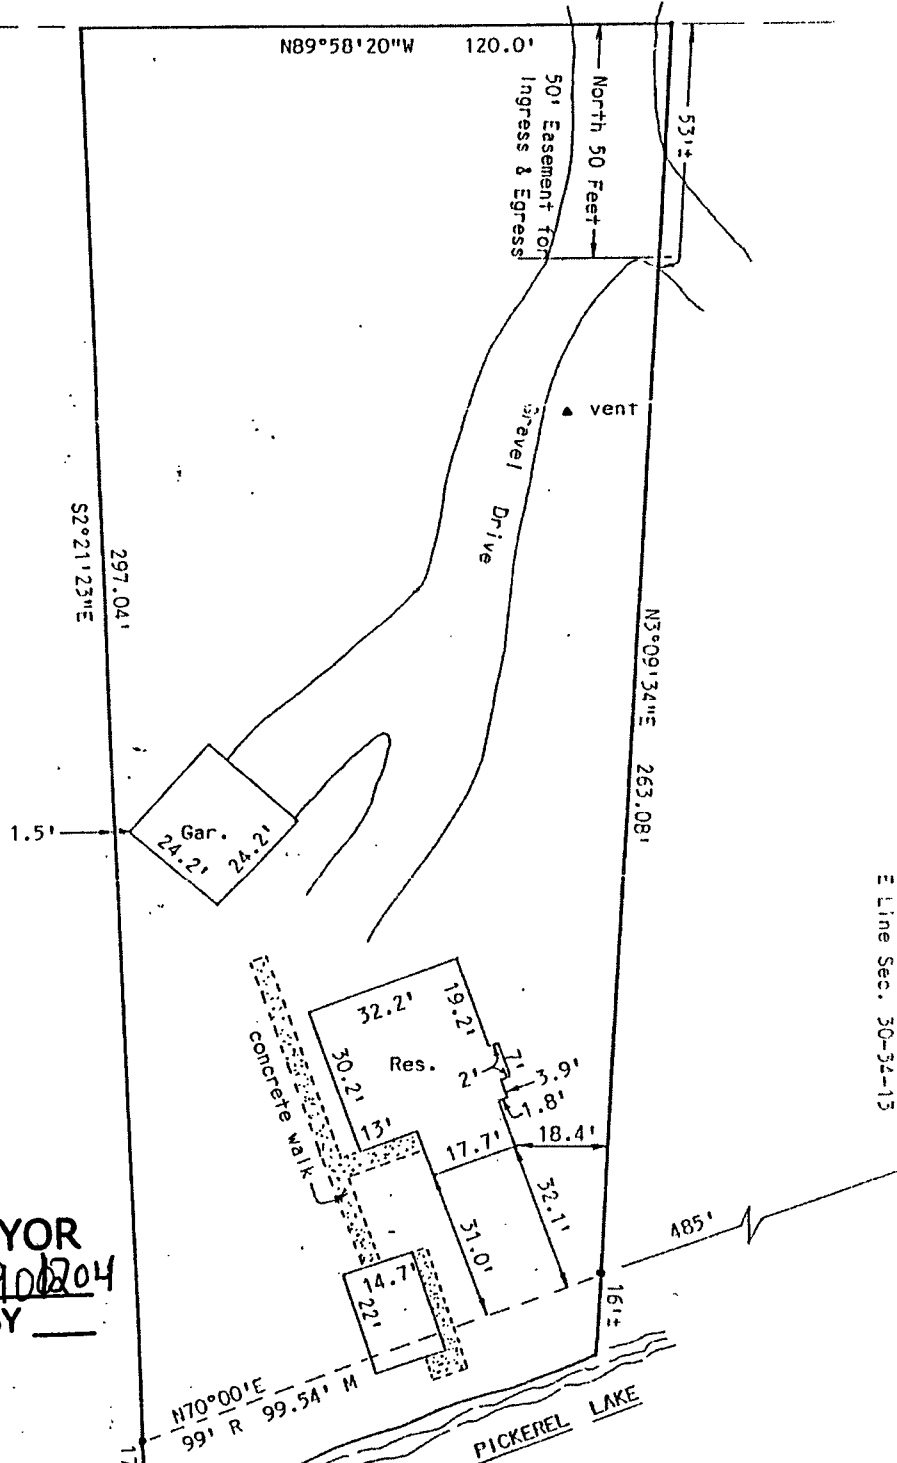 N89°58'20"W 120.0'
53'±
North 50 Feet
50' Easement for
Ingress & Egress
vent
Gravel Drive
S2°21'23"E
297.04'
N3°09'34"E 263.08'
1.5'
Gar.
24.2' 24.2'
E Line Sec. 30-34-13
32.2'
19.2'
30.2'
Res.
7'
2'
3.9'
1.8'
concrete walk
13'
17.7'
18.4'
32.1'
31.0'
485'
YOR
14.7'
22'
16'±
N70°00'E
99' R 99.54' M
PICKEREL LAKE